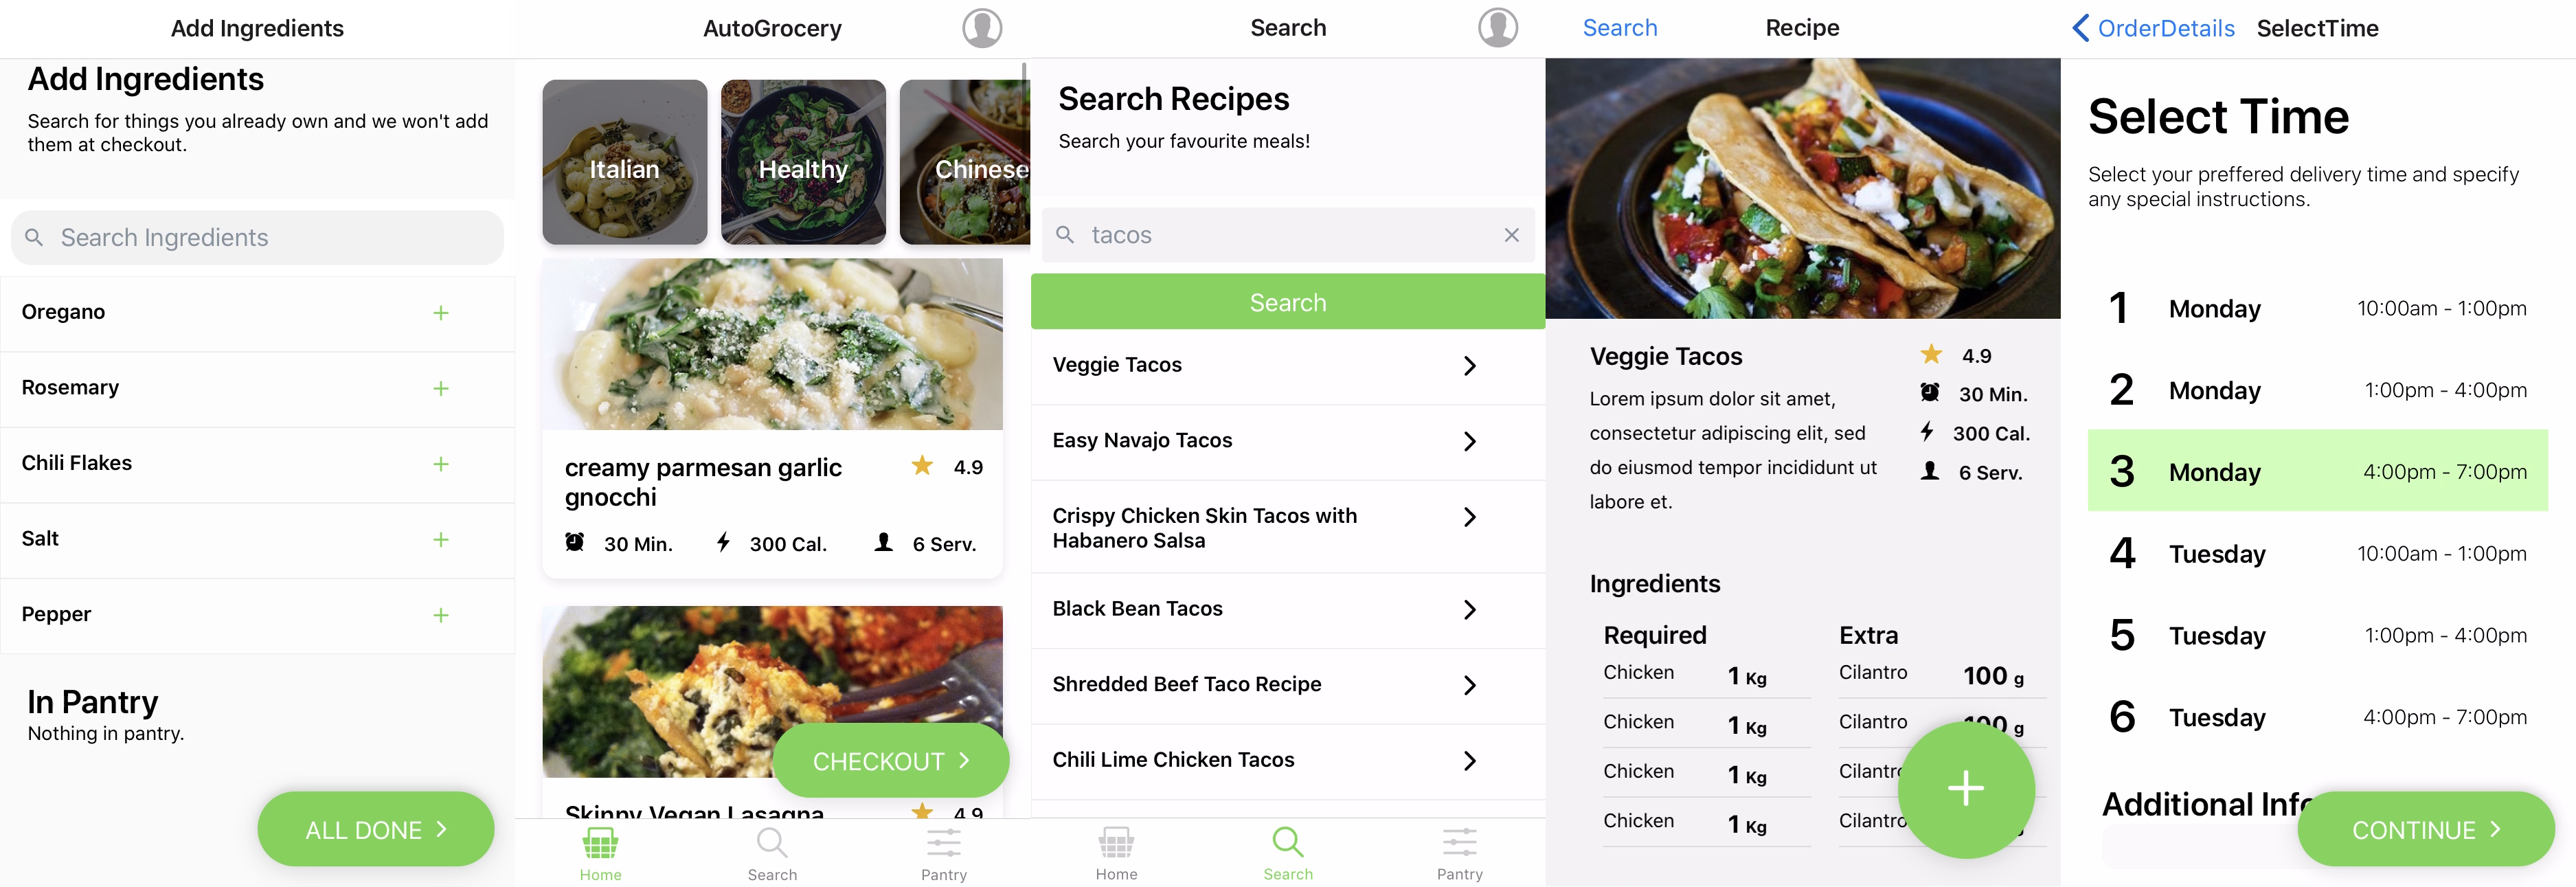 Add Ingredients
Add Ingredients
Search for things you already own and we won't add
them at checkout.
Search Ingredients
Oregano
Rosemary
Chili Flakes
Salt
Pepper
In Pantry
Nothing in pantry.
ALL DONE
AutoGrocery
Italian
Healthy
Chinese
creamy parmesan garlic
gnocchi
4.9
30 Min.
300 Cal.
6 Serv.
CHECKOUT
Skinny Vegan Lasagna
4.9
Home
Search
Pantry
Search
Search Recipes
Search your favourite meals!
tacos
Search
Veggie Tacos
Easy Navajo Tacos
Crispy Chicken Skin Tacos with
Habanero Salsa
Black Bean Tacos
Shredded Beef Taco Recipe
Chili Lime Chicken Tacos
Home
Search
Pantry
Search
Recipe
Veggie Tacos
4.9
30 Min.
300 Cal.
6 Serv.
Lorem ipsum dolor sit amet,
consectetur adipiscing elit, sed
do eiusmod tempor incididunt ut
labore et.
Ingredients
Required
Chicken 1 Kg
Chicken 1 Kg
Chicken 1 Kg
Chicken 1 Kg
Extra
Cilantro 100 g
Cilantro 100 g
Cilantro
Cilantro
OrderDetails
SelectTime
Select Time
Select your preffered delivery time and specify
any special instructions.
1 Monday 10:00am - 1:00pm
2 Monday 1:00pm - 4:00pm
3 Monday 4:00pm - 7:00pm
4 Tuesday 10:00am - 1:00pm
5 Tuesday 1:00pm - 4:00pm
6 Tuesday 4:00pm - 7:00pm
Additional Info
CONTINUE